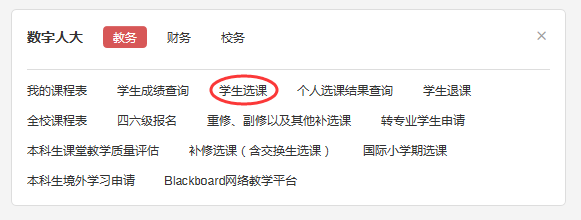 数字人大 教务 财务 校务 ×
我的课程表 学生成绩查询 学生选课 个人选课结果查询 学生退课
全校课程表 四六级报名 重修、副修以及其他补选课 转专业学生申请
本科生课堂教学质量评估 补修选课（含交换生选课） 国际小学期选课
本科生境外学习申请 Blackboard网络教学平台